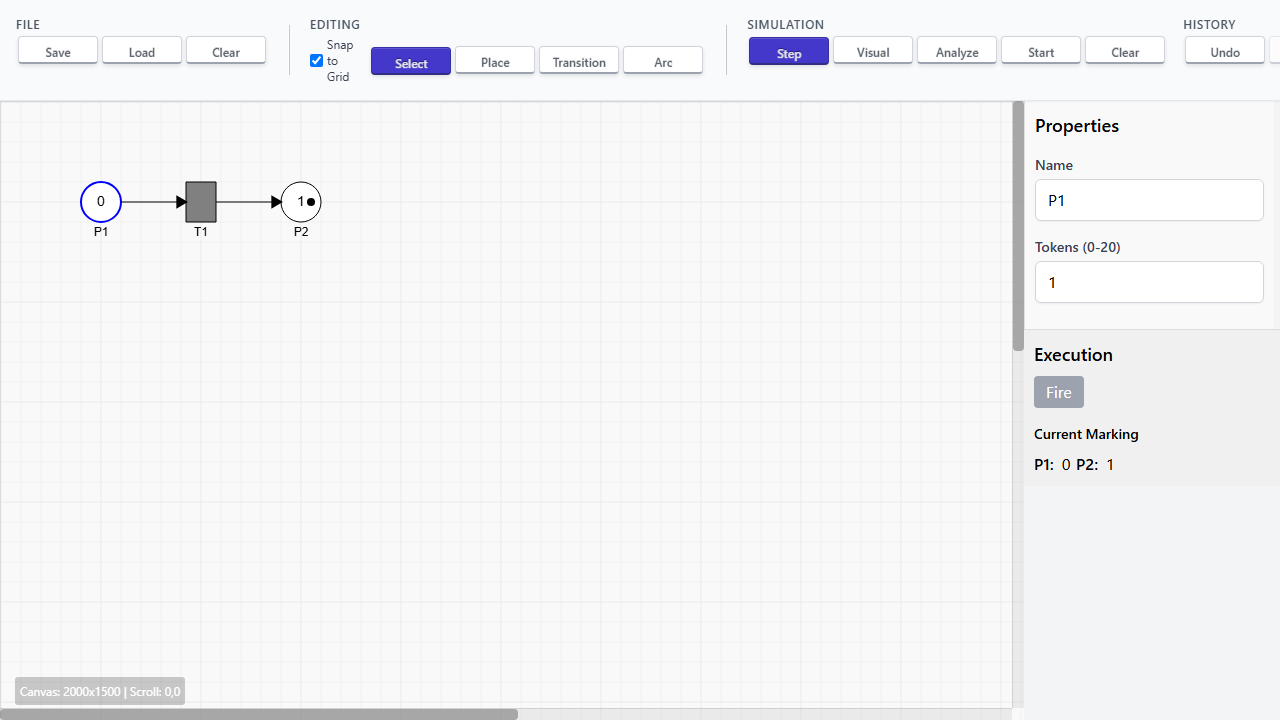 FILE
Save Load Clear
EDITING
Snap
to
Grid
Select Place Transition Arc
SIMULATION
Step Visual Analyze Start Clear
HISTORY
Undo
0
P1
T1
1
P2
Properties
Name
P1
Tokens (0-20)
1
Execution
Fire
Current Marking
P1: 0 P2: 1
Canvas: 2000x1500 | Scroll: 0,0